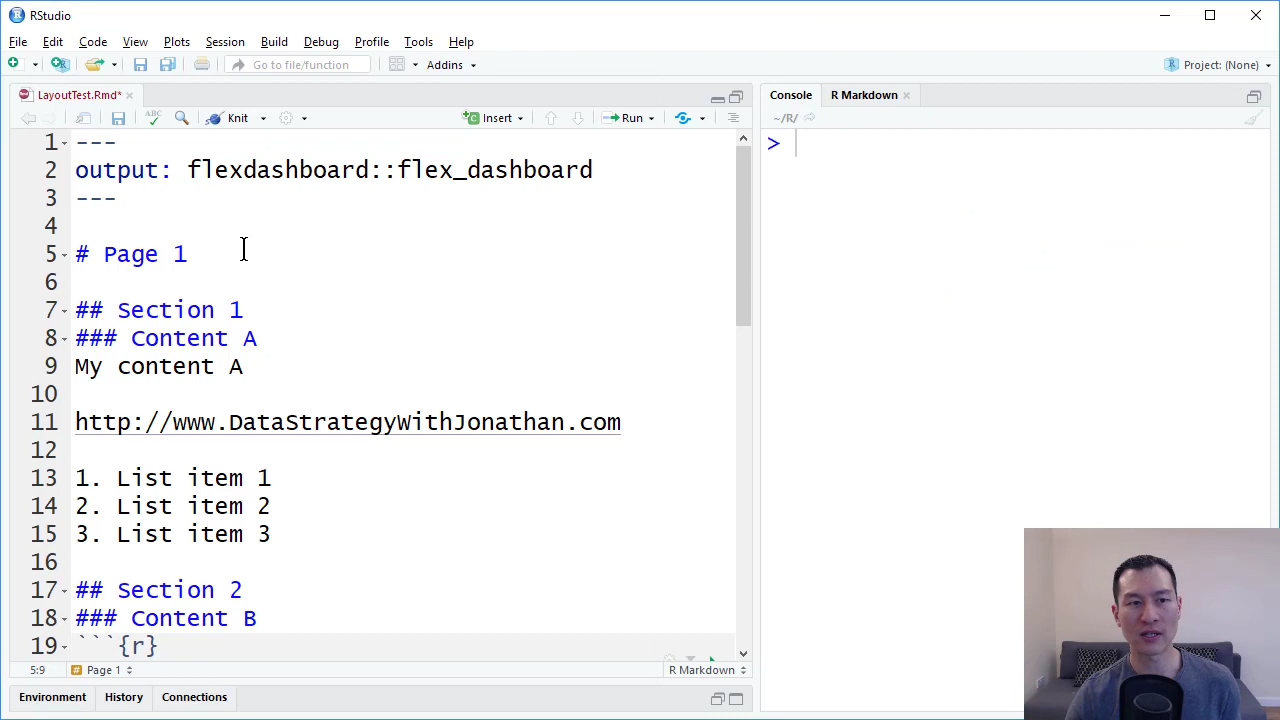 RStudio
File Edit Code View Plots Session Build Debug Profile Tools Help
Go to file/function Addins Project: (None)
LayoutTest.Rmd*
ABC Knit Insert Run
1 ---
2 output: flexdashboard::flex_dashboard
3 ---
4
5 # Page 1
6
7 ## Section 1
8 ### Content A
9 My content A
10
11 http://www.DataStrategyWithJonathan.com
12
13 1. List item 1
14 2. List item 2
15 3. List item 3
16
17 ## Section 2
18 ### Content B
19 ```{r}
5:9 # Page 1 R Markdown
Environment History Connections
Console R Markdown
~/R/
>